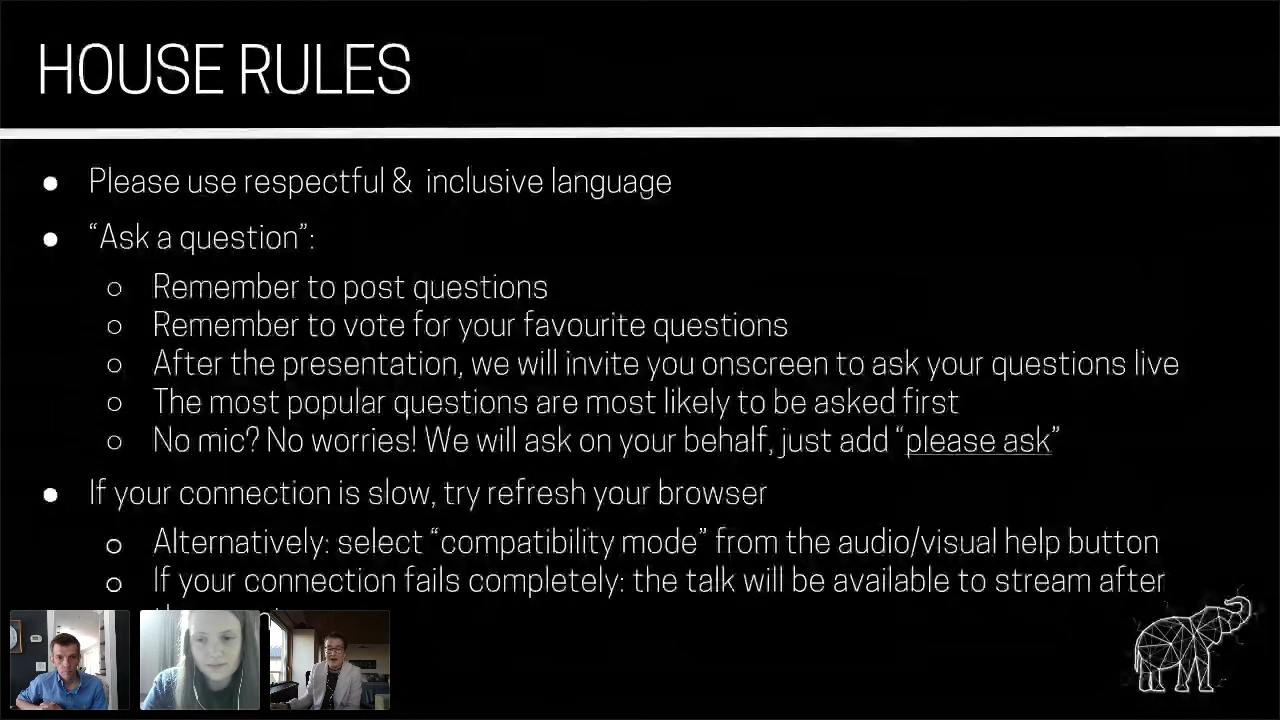 HOUSE RULES
● Please use respectful & inclusive language
● “Ask a question”:
○ Remember to post questions
○ Remember to vote for your favourite questions
○ After the presentation, we will invite you onscreen to ask your questions live
○ The most popular questions are most likely to be asked first
○ No mic? No worries! We will ask on your behalf, just add “please ask”
● If your connection is slow, try refresh your browser
○ Alternatively: select “compatibility mode” from the audio/visual help button
○ If your connection fails completely: the talk will be available to stream after